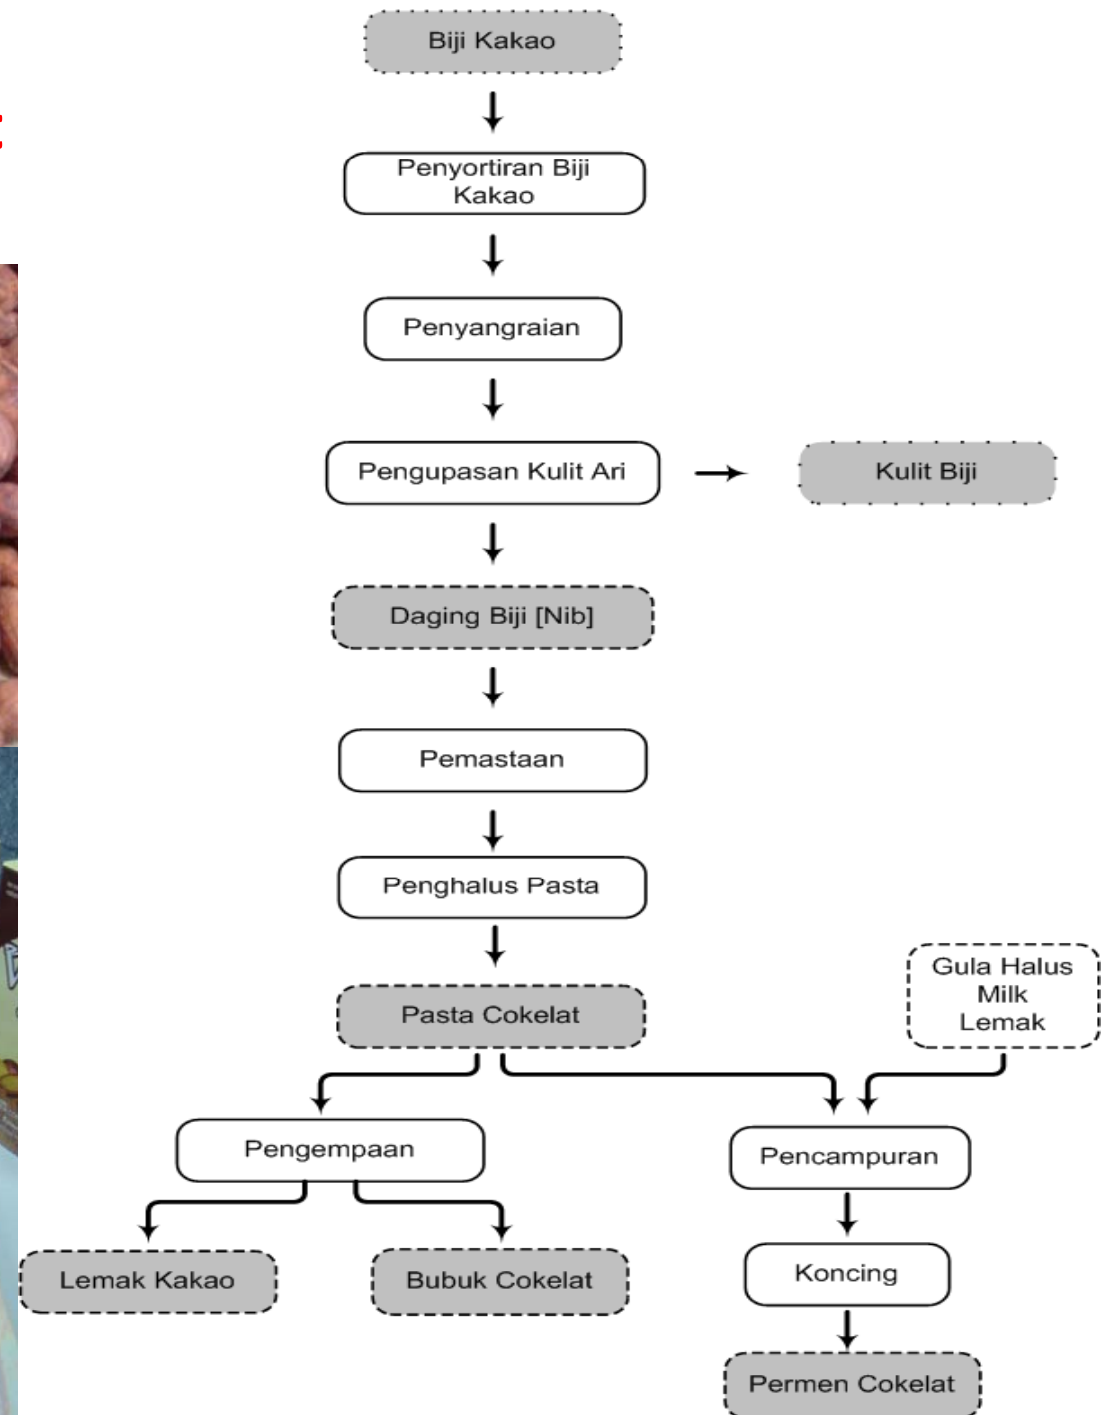 Biji Kakao
Penyortiran Biji
Kakao
Penyangraian
Pengupasan Kulit Ari
Kulit Biji
Daging Biji [Nib]
Pemastaan
Penghalus Pasta
Pasta Cokelat
Gula Halus
Milk
Lemak
Pengempaan
Pencampuran
Lemak Kakao
Bubuk Cokelat
Koncing
Permen Cokelat